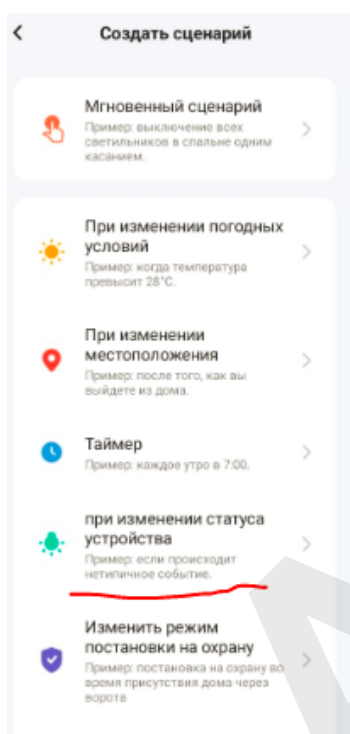 Создать сценарий
Мгновенный сценарий
Пример: выключение всех
светильников в спальне одним
касанием.
При изменении погодных
условий
Пример: когда температура
превысит 28°C.
При изменении
местоположения
Пример: после того, как вы
выйдете из дома.
Таймер
Пример: каждое утро в 7:00.
при изменении статуса
устройства
Пример: если происходит
нетипичное событие.
Изменить режим
постановки на охрану
Пример: постановка на охрану во
время присутствия дома через
ворота